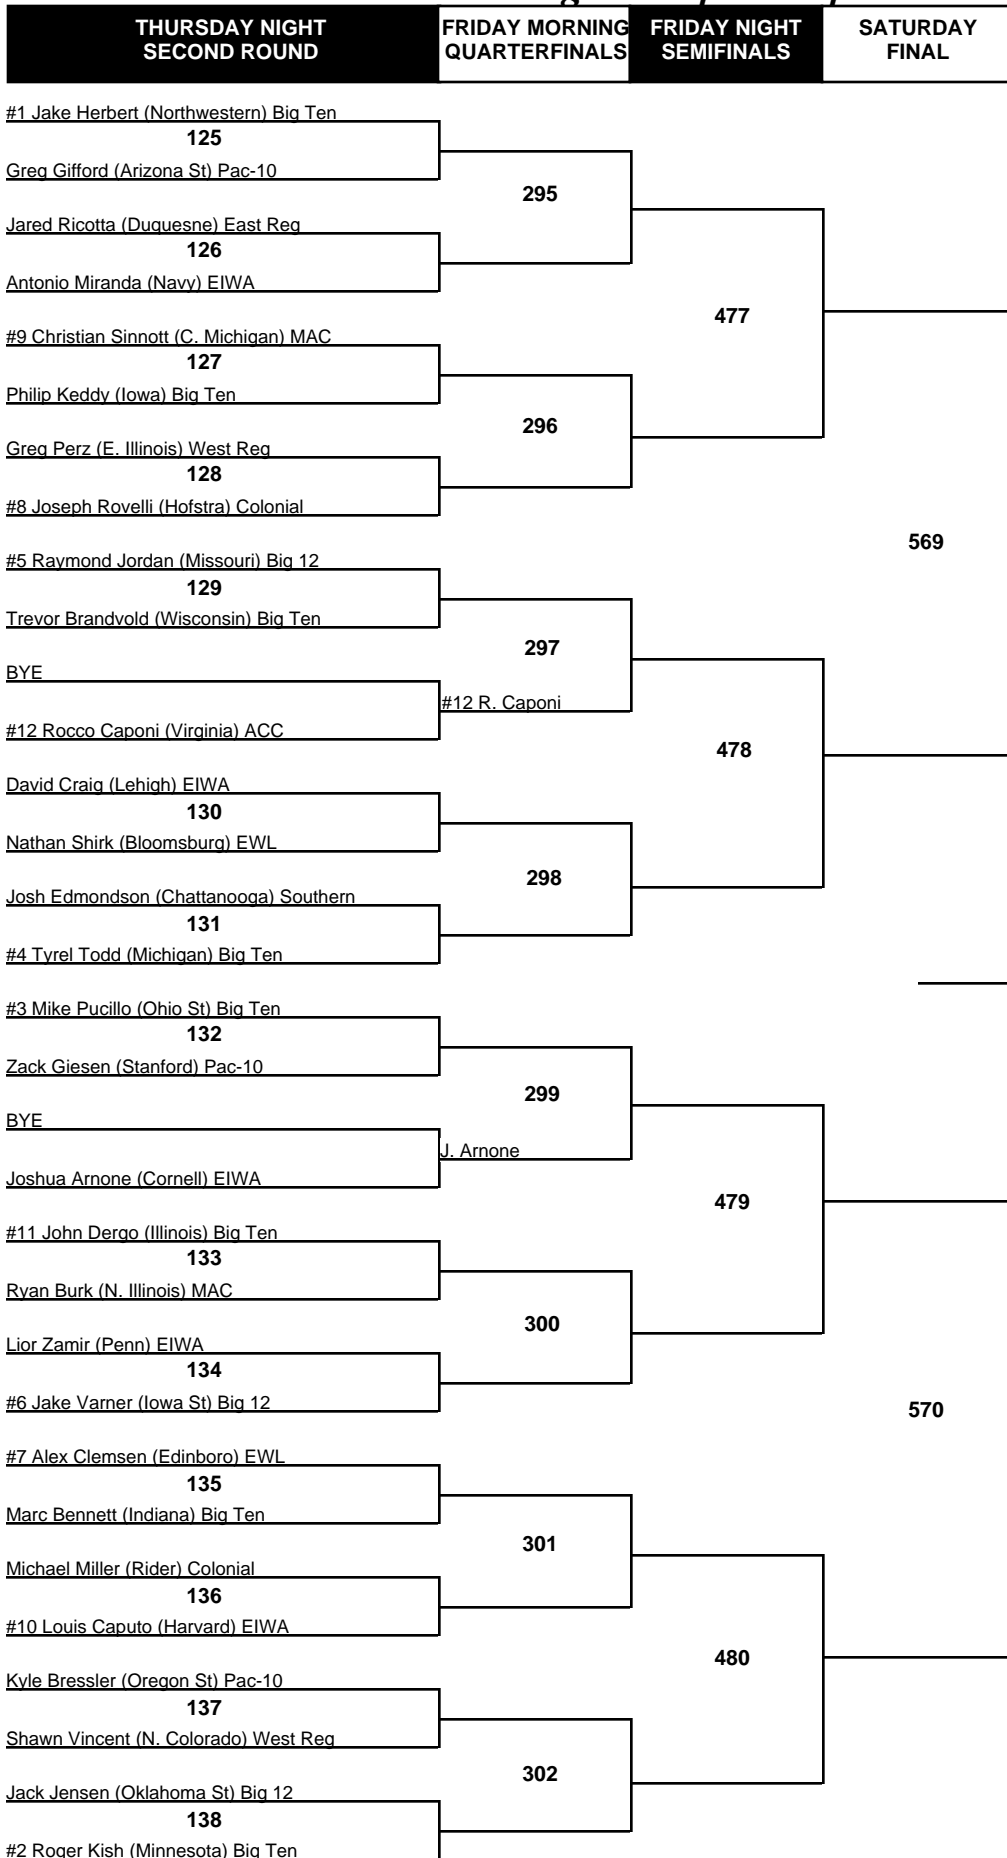 THURSDAY NIGHT
SECOND ROUND
FRIDAY MORNING
QUARTERFINALS
FRIDAY NIGHT
SEMIFINALS
SATURDAY
FINAL
#1 Jake Herbert (Northwestern) Big Ten
125
Greg Gifford (Arizona St) Pac-10
295
Jared Ricotta (Duquesne) East Reg
126
Antonio Miranda (Navy) EIWA
477
#9 Christian Sinnott (C. Michigan) MAC
127
Philip Keddy (Iowa) Big Ten
296
Greg Perz (E. Illinois) West Reg
128
#8 Joseph Rovelli (Hofstra) Colonial
569
#5 Raymond Jordan (Missouri) Big 12
129
Trevor Brandvold (Wisconsin) Big Ten
297
BYE
#12 R. Caponi
#12 Rocco Caponi (Virginia) ACC
478
David Craig (Lehigh) EIWA
130
Nathan Shirk (Bloomsburg) EWL
298
Josh Edmondson (Chattanooga) Southern
131
#4 Tyrel Todd (Michigan) Big Ten
#3 Mike Pucillo (Ohio St) Big Ten
132
Zack Giesen (Stanford) Pac-10
299
BYE
J. Arnone
Joshua Arnone (Cornell) EIWA
479
#11 John Dergo (Illinois) Big Ten
133
Ryan Burk (N. Illinois) MAC
300
Lior Zamir (Penn) EIWA
134
#6 Jake Varner (Iowa St) Big 12
570
#7 Alex Clemsen (Edinboro) EWL
135
Marc Bennett (Indiana) Big Ten
301
Michael Miller (Rider) Colonial
136
#10 Louis Caputo (Harvard) EIWA
480
Kyle Bressler (Oregon St) Pac-10
137
Shawn Vincent (N. Colorado) West Reg
302
Jack Jensen (Oklahoma St) Big 12
138
#2 Roger Kish (Minnesota) Big Ten